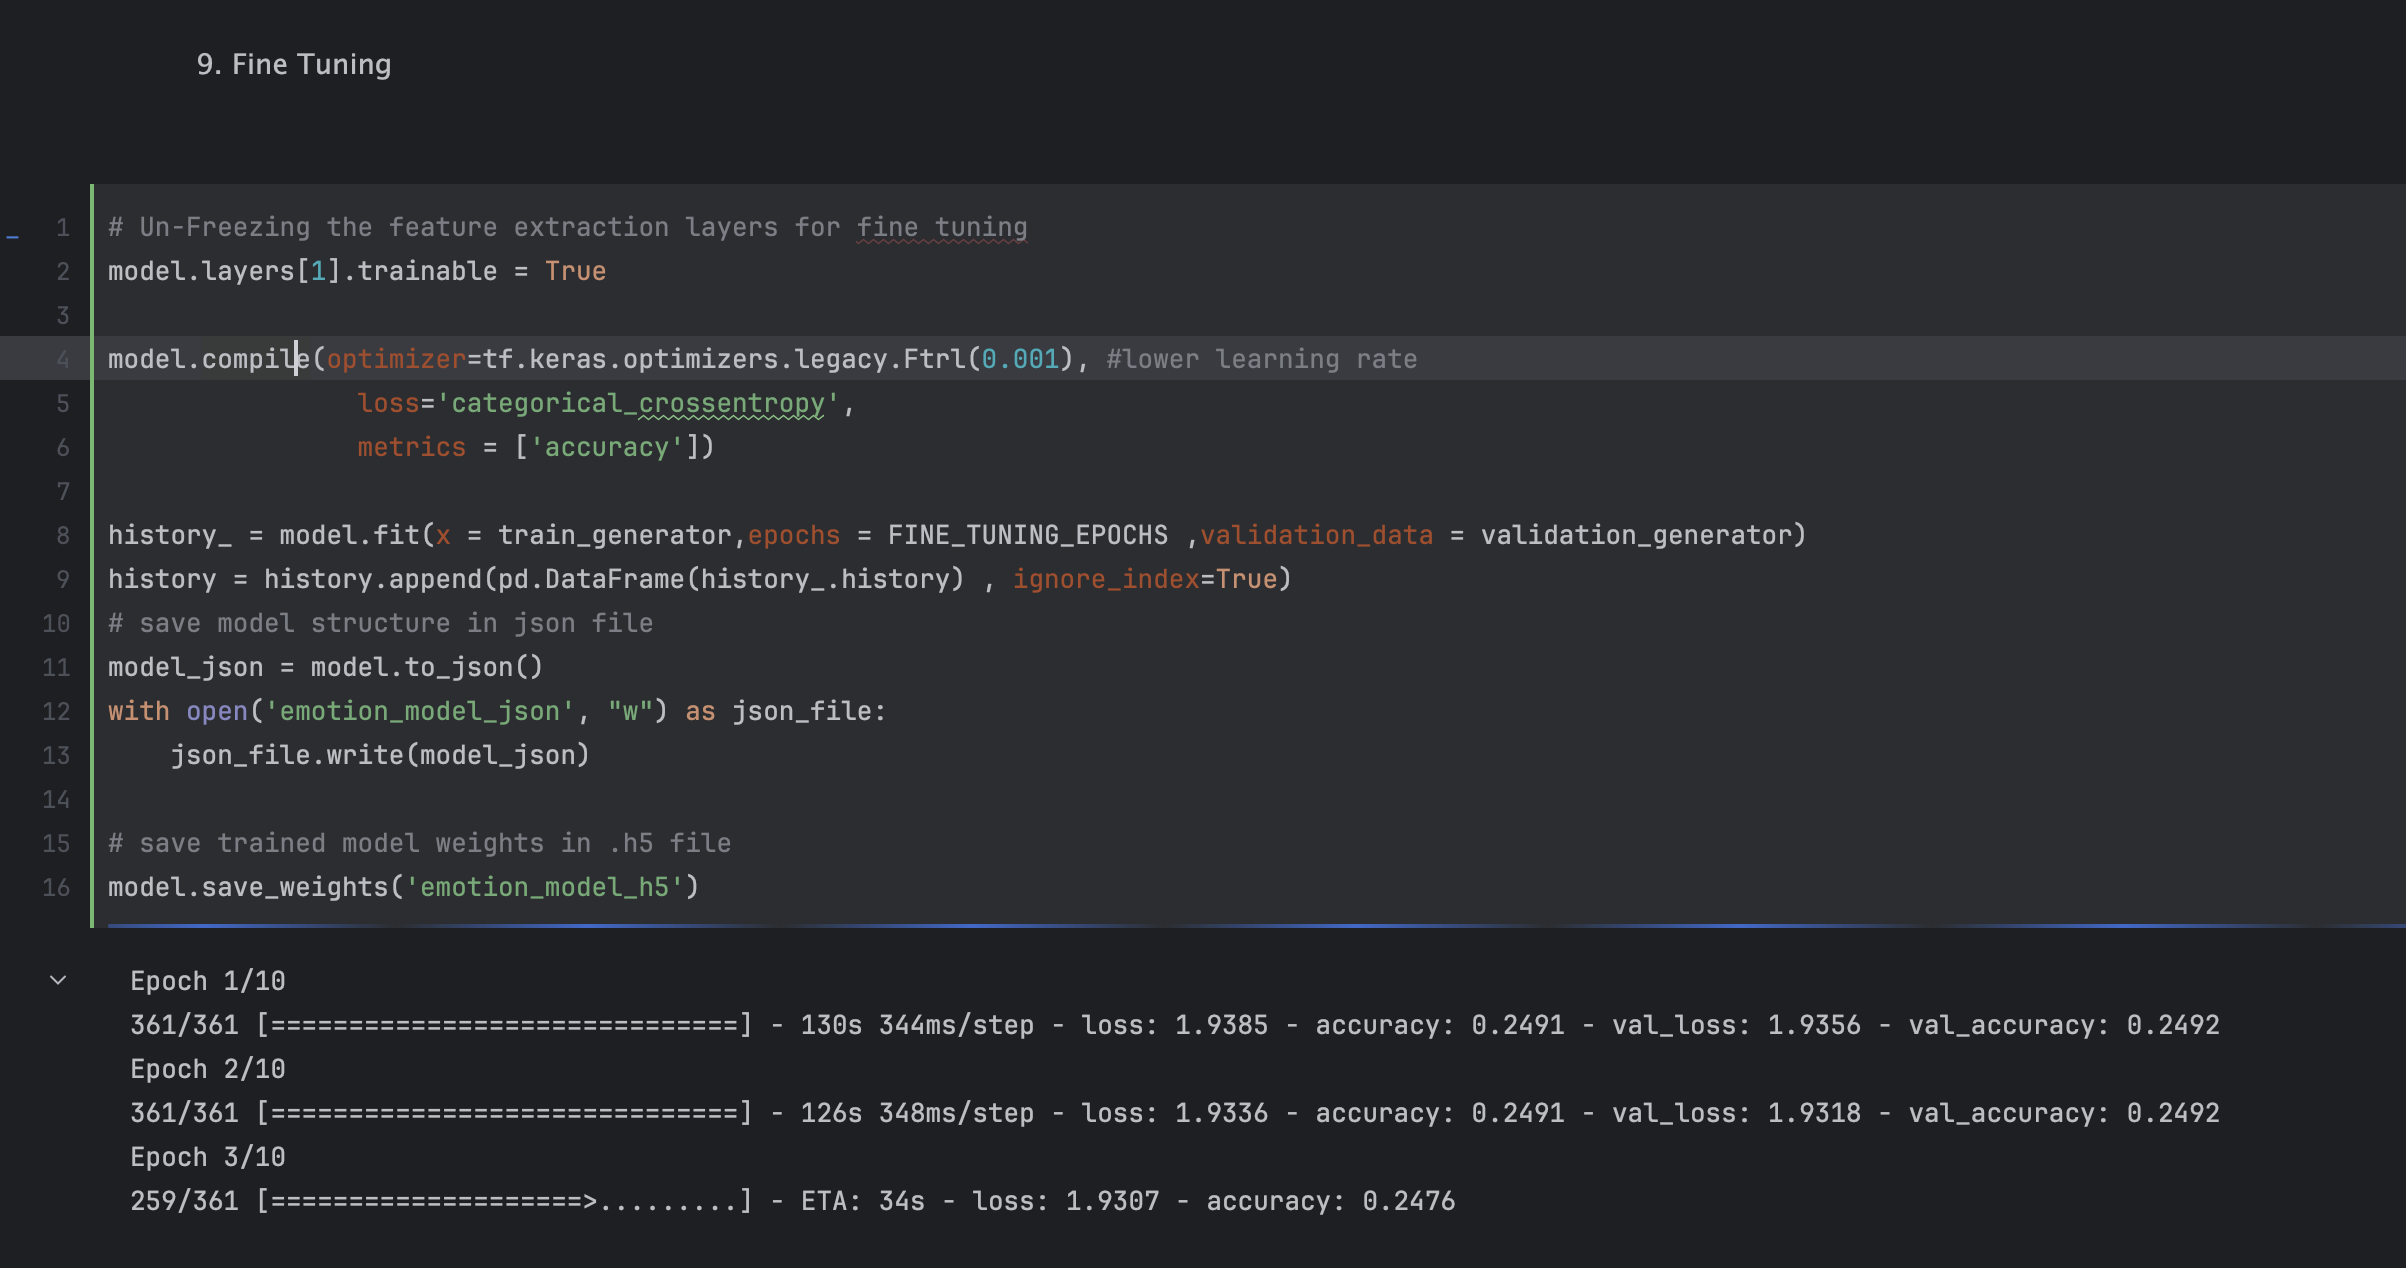 9. Fine Tuning
1 # Un-Freezing the feature extraction layers for fine tuning
2 model.layers[1].trainable = True
3
4 model.compile(optimizer=tf.keras.optimizers.legacy.Ftrl(0.001), #lower learning rate
5                 loss='categorical_crossentropy',
6                 metrics = ['accuracy'])
7
8 history_ = model.fit(x = train_generator,epochs = FINE_TUNING_EPOCHS ,validation_data = validation_generator)
9 history = history.append(pd.DataFrame(history_.history) , ignore_index=True)
10 # save model structure in json file
11 model_json = model.to_json()
12 with open('emotion_model_json', "w") as json_file:
13     json_file.write(model_json)
14
15 # save trained model weights in .h5 file
16 model.save_weights('emotion_model_h5')
Epoch 1/10
361/361 [==============================] - 130s 344ms/step - loss: 1.9385 - accuracy: 0.2491 - val_loss: 1.9356 - val_accuracy: 0.2492
Epoch 2/10
361/361 [==============================] - 126s 348ms/step - loss: 1.9336 - accuracy: 0.2491 - val_loss: 1.9318 - val_accuracy: 0.2492
Epoch 3/10
259/361 [====================>.........] - ETA: 34s - loss: 1.9307 - accuracy: 0.2476